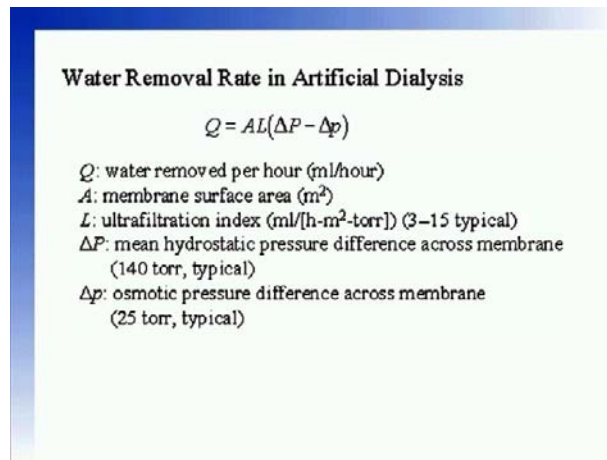 Water Removal Rate in Artificial Dialysis
Q = AL(ΔP – Δp)
Q: water removed per hour (ml/hour)
A: membrane surface area (m²)
L: ultrafiltration index (ml/[h-m²-torr]) (3–15 typical)
ΔP: mean hydrostatic pressure difference across membrane
(140 torr, typical)
Δp: osmotic pressure difference across membrane
(25 torr, typical)